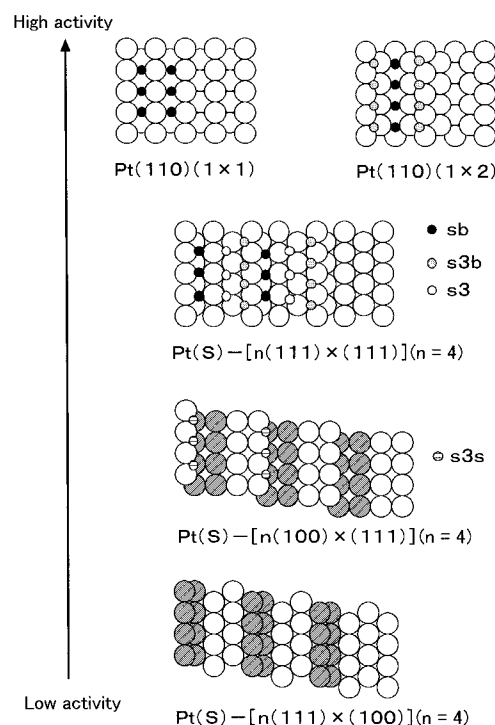 High activity
Pt(110)(1×1)
Pt(110)(1×2)
sb
s3b
s3
Pt(S)-[n(111)×(111)](n=4)
s3s
Pt(S)-[n(100)×(111)](n=4)
Low activity
Pt(S)-[n(111)×(100)](n=4)